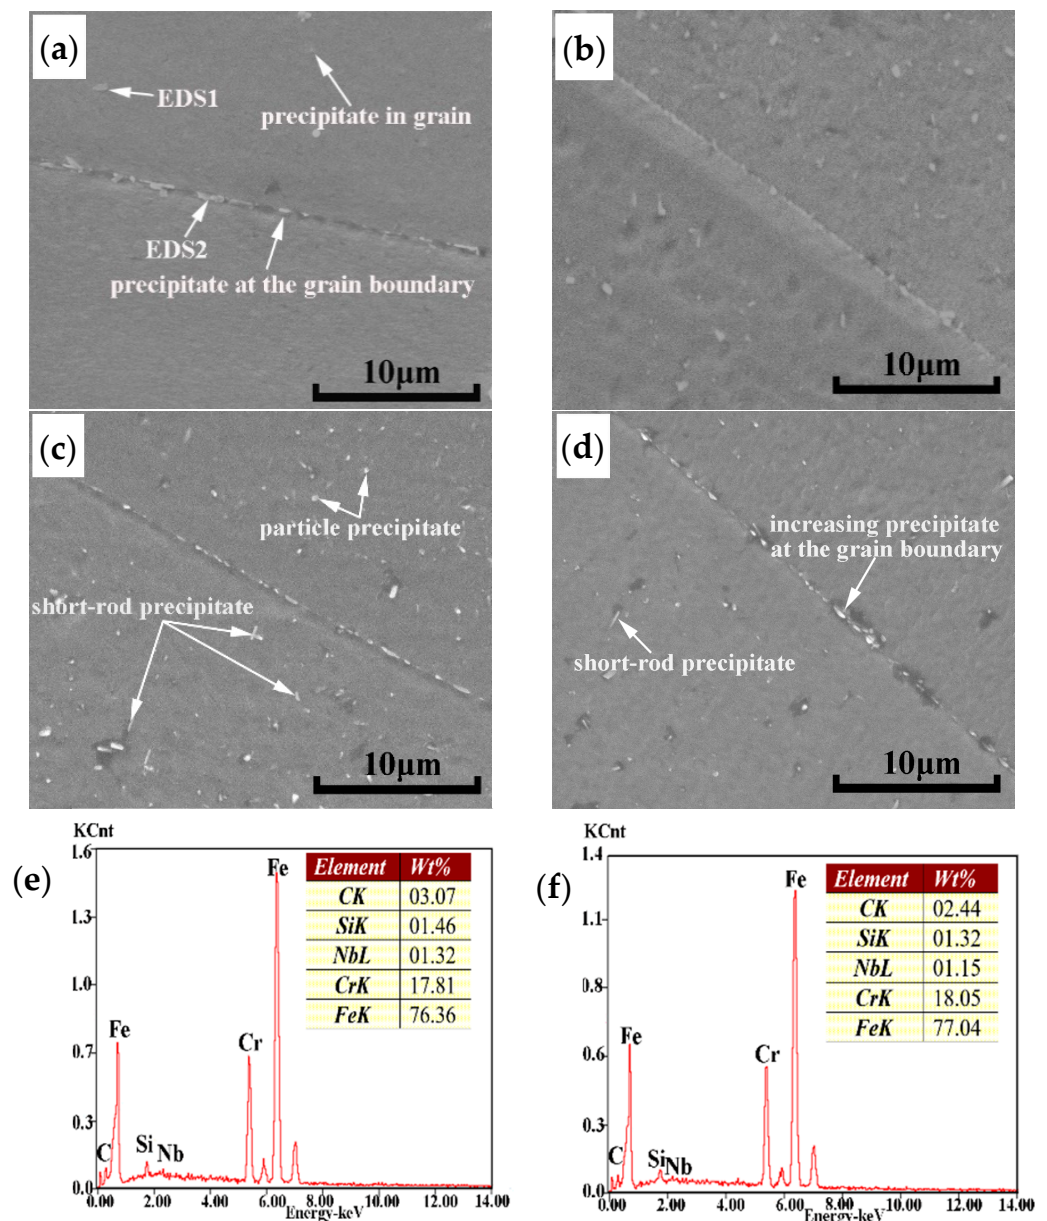 (a)
EDS1
precipitate in grain
EDS2
precipitate at the grain boundary
10μm
(b)
10μm
(c)
particle precipitate
short-rod precipitate
10μm
(d)
increasing precipitate
at the grain boundary
short-rod precipitate
10μm
(e)
KCnt
1.6
1.3
1.0
0.7
0.3
0.0
0.00 2.00 4.00 6.00 8.00 10.00 12.00 14.00
Energy-keV
C Fe Si Nb Cr Fe
Element Wt%
CK 03.07
SiK 01.46
NbL 01.32
CrK 17.81
FeK 76.36
(f)
KCnt
1.4
1.1
0.8
0.6
0.3
0.0
0.00 2.00 4.00 6.00 8.00 10.00 12.00 14.00
Energy-keV
C Fe Si Nb Cr Fe
Element Wt%
CK 02.44
SiK 01.32
NbL 01.15
CrK 18.05
FeK 77.04